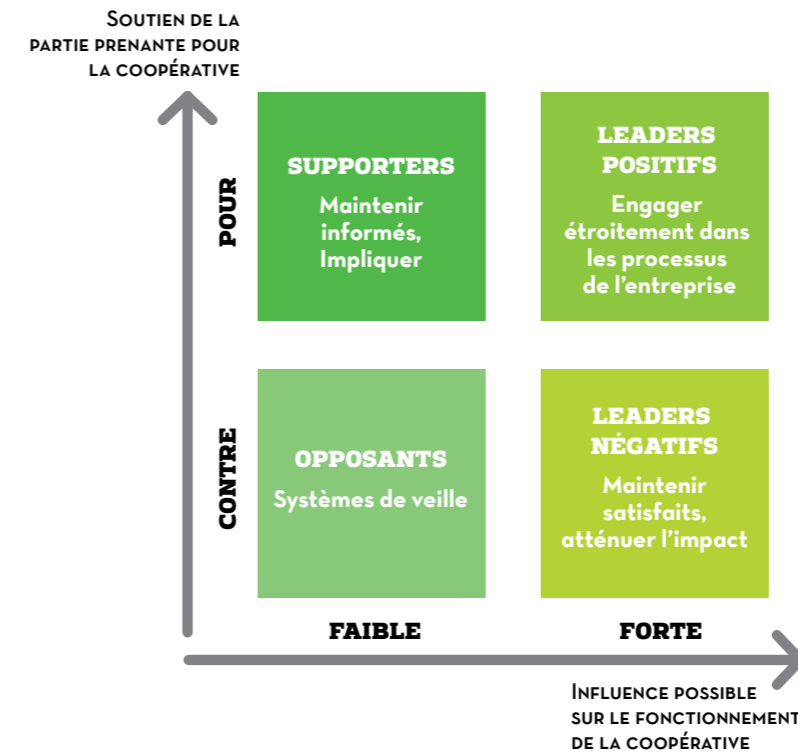 SOUTIEN DE LA
PARTIE PRENANTE POUR
LA COOPÉRATIVE
POUR
SUPPORTERS
Maintenir
informés,
Impliquer
LEADERS
POSITIFS
Engager
étroitement dans
les processus
de l'entreprise
CONTRE
OPPOSANTS
Systèmes de veille
LEADERS
NÉGATIFS
Maintenir
satisfaits,
atténuer l'impact
FAIBLE
FORTE
INFLUENCE POSSIBLE
SUR LE FONCTIONNEMENT
DE LA COOPÉRATIVE